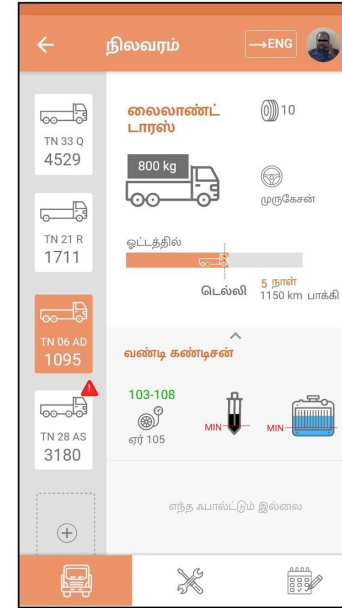 நிலவரம்
→ENG
TN 33 Q
4529
TN 21 R
1711
TN 06 AD
1095
TN 28 AS
3180
லைலாண்ட்
டாரஸ்
10
800 kg
முருகேசன்
ஓட்டத்தில்
டெல்லி
5 நாள்
1150 km பாக்கி
வண்டி கண்டிசன்
103-108
ஏர் 105
MIN
MIN
எந்த ஃபால்ட்டும் இல்லை